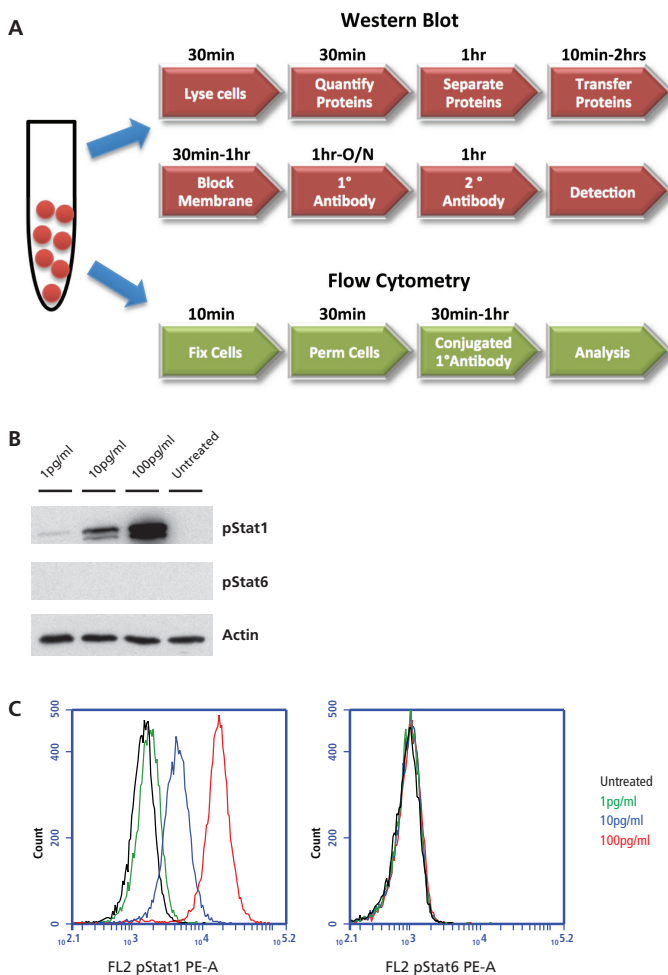 A
Western Blot
30min 30min 1hr 10min-2hrs
Lyse cells Quantify Proteins Separate Proteins Transfer Proteins
30min-1hr 1hr-O/N 1hr
Block Membrane 1° Antibody 2° Antibody Detection
Flow Cytometry
10min 30min 30min-1hr
Fix Cells Perm Cells Conjugated 1°Antibody Analysis
B
1pg/ml 10pg/ml 100pg/ml Untreated
pStat1
pStat6
Actin
C
500
400
200
0
Count
10^2.1 10^3 10^4 10^5.2
FL2 pStat1 PE-A
500
400
200
0
Count
10^2.1 10^3 10^4 10^5.2
FL2 pStat6 PE-A
Untreated
1pg/ml
10pg/ml
100pg/ml